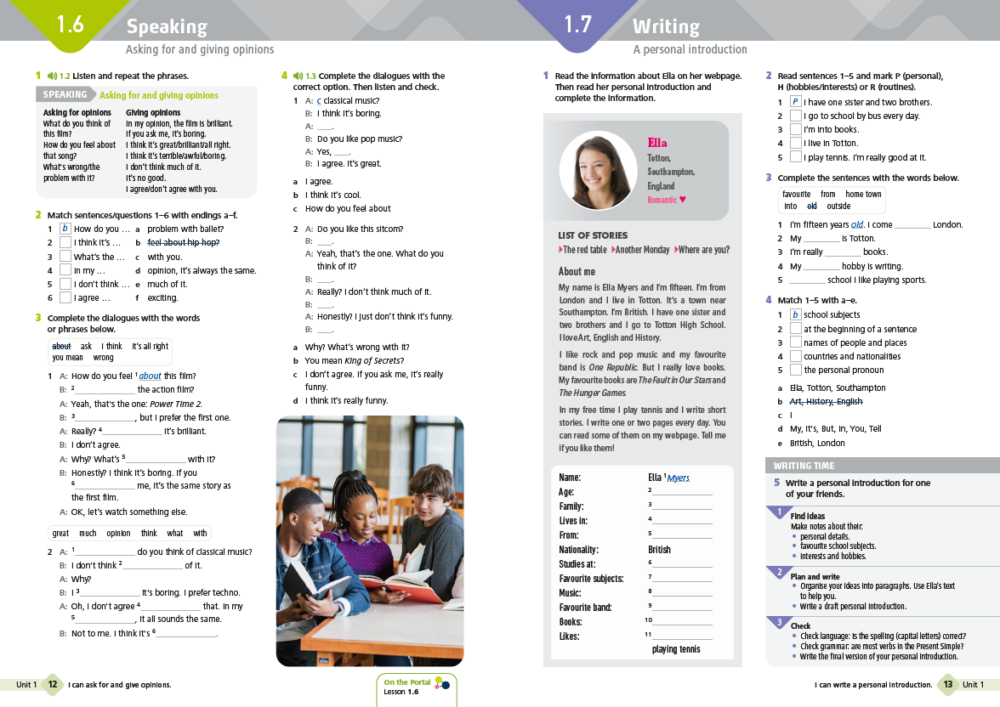 1.6
Speaking
Asking for and giving opinions
1 1.2 Listen and repeat the phrases.
SPEAKING Asking for and giving opinions
Asking for opinions
What do you think of
this film?
How do you feel about
that song?
What's wrong/the
problem with it?
Giving opinions
In my opinion, the film is brilliant.
If you ask me, it's boring.
I think it's great/brilliant/all right.
I think it's terrible/awful/boring.
I don't think much of it.
It's no good.
I agree/don't agree with you.
2 Match sentences/questions 1–6 with endings a–f.
1 b How do you … a problem with ballet?
2 I think it's … b feel about hip hop?
3 What's the … c with you.
4 In my … d opinion, it's always the same.
5 I don't think … e much of it.
6 I agree … f exciting.
3 Complete the dialogues with the words
or phrases below.
about ask I think it's all right
you mean wrong
1 A: How do you feel ¹about this film?
B: ²______________ the action film?
A: Yeah, that's the one: Power Time 2.
B: ³______________, but I prefer the first one.
A: Really? ⁴______________ it's brilliant.
B: I don't agree.
A: Why? What's ⁵______________ with it?
B: Honestly? I think it's boring. If you
⁶______________ me, it's the same story as
the first film.
A: OK, let's watch something else.
great much opinion think what with
2 A: ¹______________ do you think of classical music?
B: I don't think ²______________ of it.
A: Why?
B: I ³______________ it's boring. I prefer techno.
A: Oh, I don't agree ⁴______________ that. In my
⁵______________, it all sounds the same.
B: Not to me. I think it's ⁶______________.
4 1.3 Complete the dialogues with the
correct option. Then listen and check.
1 A: c classical music?
B: I think it's boring.
A: ____.
B: Do you like pop music?
A: Yes, ____.
B: I agree. It's great.
a I agree.
b I think it's cool.
c How do you feel about
2 A: Do you like this sitcom?
B: ____.
A: Yeah, that's the one. What do you
think of it?
B: ____.
A: Really? I don't think much of it.
B: ____.
A: Honestly? I just don't think it's funny.
B: ____.
a Why? What's wrong with it?
b You mean King of Secrets?
c I don't agree. If you ask me, it's really
funny.
d I think it's really funny.
Unit 1 12 I can ask for and give opinions.
On the Portal
Lesson 1.6
1.7
Writing
A personal introduction
1 Read the information about Ella on her webpage.
Then read her personal introduction and
complete the information.
Ella
Totton,
Southampton,
England
Romantic ♥
LIST OF STORIES
The red table Another Monday Where are you?
About me
My name is Ella Myers and I'm fifteen. I'm from
London and I live in Totton. It's a town near
Southampton. I'm British. I have one sister and
two brothers and I go to Totton High School.
I love Art, English and History.
I like rock and pop music and my favourite
band is One Republic. But I really love books.
My favourite books are The Fault in Our Stars and
The Hunger Games.
In my free time I play tennis and I write short
stories. I write one or two pages every day. You
can read some of them on my webpage. Tell me
if you like them!
Name: Ella ¹Myers
Age: ²______________
Family: ³______________
Lives in: ⁴______________
From: ⁵______________
Nationality: British
Studies at: ⁶______________
Favourite subjects: ⁷______________
Music: ⁸______________
Favourite band: ⁹______________
Books: ¹⁰______________
Likes: ¹¹______________
playing tennis
2 Read sentences 1–5 and mark P (personal),
H (hobbies/interests) or R (routines).
1 P I have one sister and two brothers.
2 I go to school by bus every day.
3 I'm into books.
4 I live in Totton.
5 I play tennis. I'm really good at it.
3 Complete the sentences with the words below.
favourite from home town
into old outside
1 I'm fifteen years old. I come ________ London.
2 My ________ is Totton.
3 I'm really ________ books.
4 My ________ hobby is writing.
5 ________ school I like playing sports.
4 Match 1–5 with a–e.
1 b school subjects
2 at the beginning of a sentence
3 names of people and places
4 countries and nationalities
5 the personal pronoun
a Ella, Totton, Southampton
b Art, History, English
c I
d My, It's, But, In, You, Tell
e British, London
WRITING TIME
5 Write a personal introduction for one
of your friends.
1 Find ideas
Make notes about their:
• personal details.
• favourite school subjects.
• interests and hobbies.
2 Plan and write
• Organise your ideas into paragraphs. Use Ella's text
to help you.
• Write a draft personal introduction.
3 Check
• Check language: is the spelling (capital letters) correct?
• Check grammar: are most verbs in the Present Simple?
• Write the final version of your personal introduction.
I can write a personal introduction. 13 Unit 1